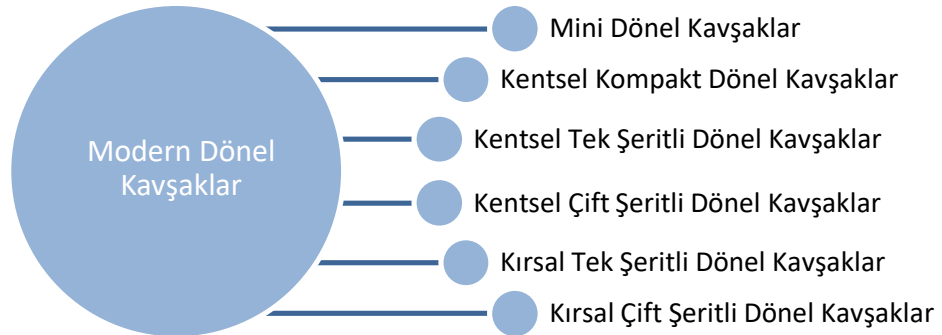 Modern Dönel
Kavşaklar
Mini Dönel Kavşaklar
Kentsel Kompakt Dönel Kavşaklar
Kentsel Tek Şeritli Dönel Kavşaklar
Kentsel Çift Şeritli Dönel Kavşaklar
Kırsal Tek Şeritli Dönel Kavşaklar
Kırsal Çift Şeritli Dönel Kavşaklar